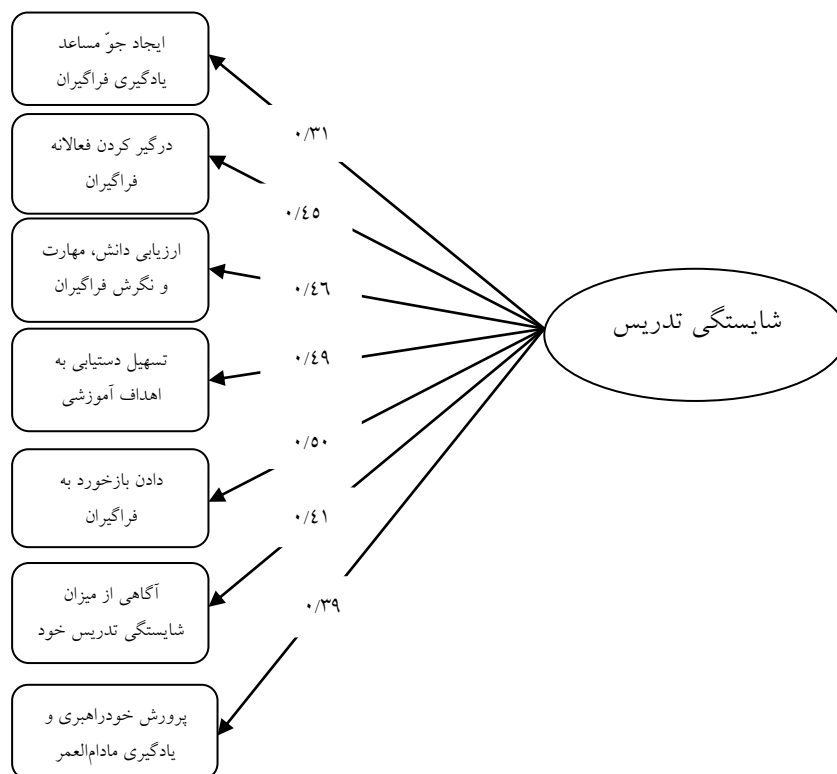 ایجاد جوّ مساعد
یادگیری فراگیران
۰/۳۱
درگیر کردن فعالانه
فراگیران
۰/٤٥
ارزیابی دانش، مهارت
و نگرش فراگیران
۰/٤٦
شایستگی تدریس
تسهیل دستیابی به
اهداف آموزشی
۰/٤۹
دادن بازخورد به
فراگیران
۰/٥۰
آگاهی از میزان
شایستگی تدریس خود
۰/٤۱
پرورش خودراهبری و
یادگیری مادام‌العمر
۰/۳۹